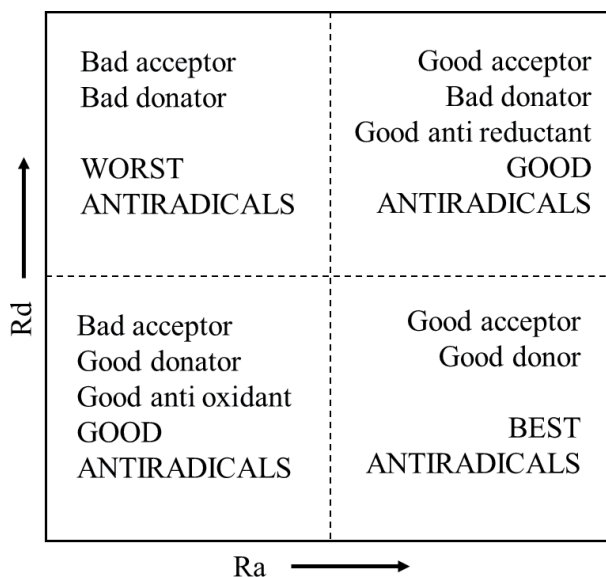 Bad acceptor
Bad donator
WORST
ANTIRADICALS
Good acceptor
Bad donator
Good anti reductant
GOOD
ANTIRADICALS
Rd
Bad acceptor
Good donator
Good anti oxidant
GOOD
ANTIRADICALS
Good acceptor
Good donor
BEST
ANTIRADICALS
Ra